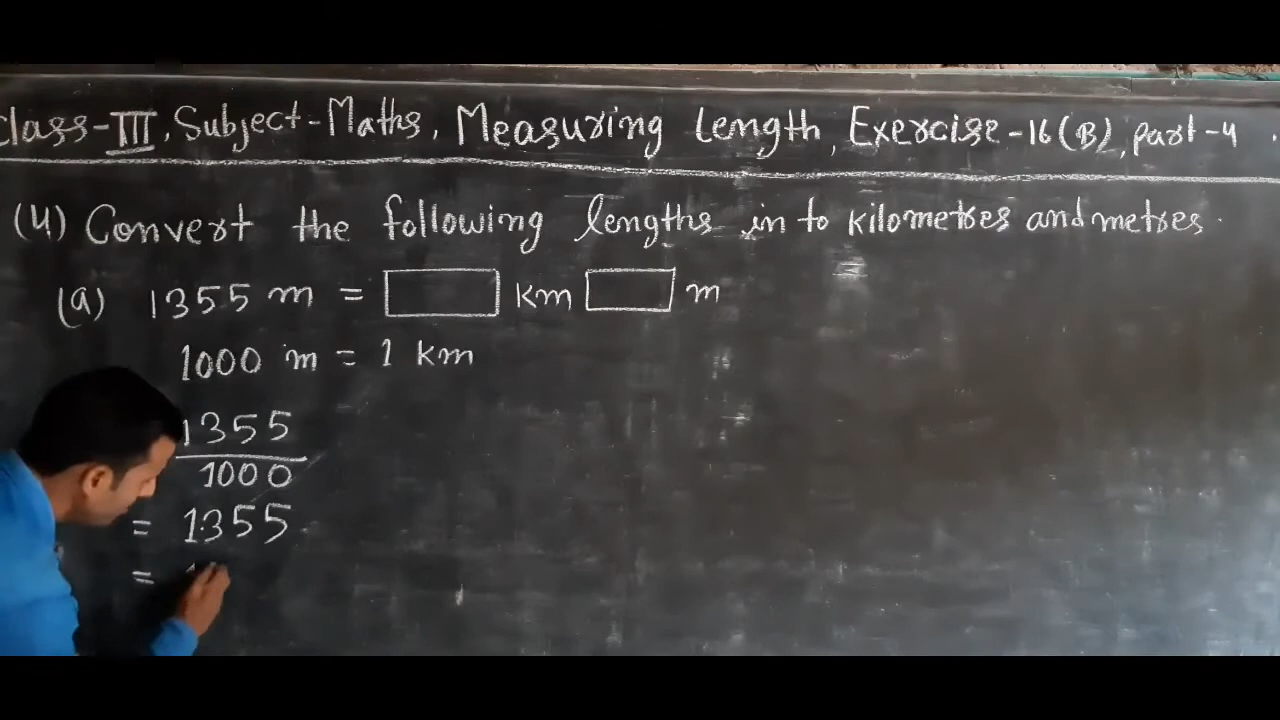 class-III, Subject-Maths, Measuring Length, Exercise-16(B), part-4
(4) Convert the following lengths in to kilometres and metres.
(a) 1355 m = km m
1000 m = 1 km
1355
1000
= 1.355
=